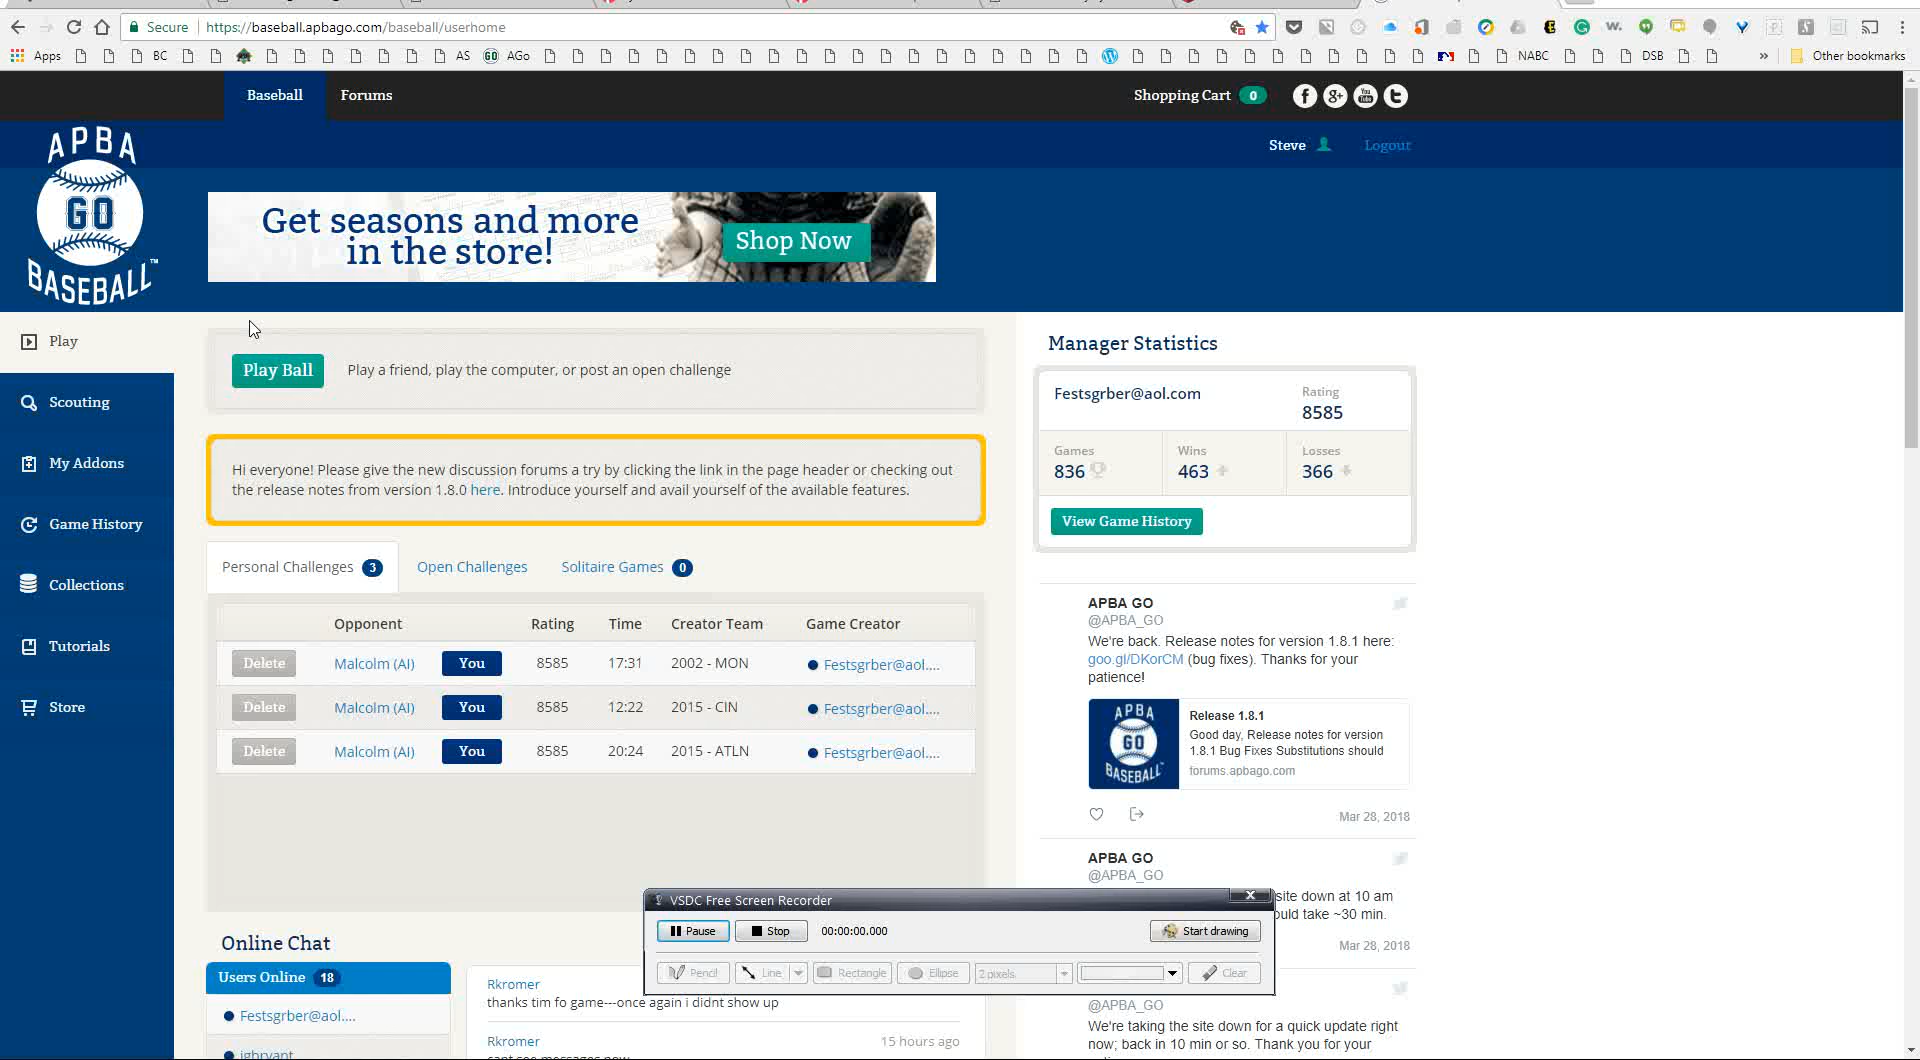 Secure https://baseball.apbago.com/baseball/userhome
Apps BC AS GO AGo NABC DSB » Other bookmarks
Baseball Forums Shopping Cart 0
Steve Logout
APBA
GO
BASEBALL™
Get seasons and more
in the store!
Shop Now
Play
Scouting
My Addons
Game History
Collections
Tutorials
Store
Play Ball Play a friend, play the computer, or post an open challenge
Hi everyone! Please give the new discussion forums a try by clicking the link in the page header or checking out
the release notes from version 1.8.0 here. Introduce yourself and avail yourself of the available features.
Personal Challenges 3 Open Challenges Solitaire Games 0
Opponent Rating Time Creator Team Game Creator
Delete Malcolm (AI) You 8585 17:31 2002 - MON Festsgrber@aol....
Delete Malcolm (AI) You 8585 12:22 2015 - CIN Festsgrber@aol....
Delete Malcolm (AI) You 8585 20:24 2015 - ATLN Festsgrber@aol....
Online Chat
Users Online 18
Festsgrber@aol....
jgbryant
Rkromer
thanks tim fo game---once again i didnt show up
Rkromer 15 hours ago
cant see messages now
VSDC Free Screen Recorder
Pause Stop 00:00:00.000 Start drawing
Pencil Line Rectangle Ellipse 2 pixels Clear
Manager Statistics
Festsgrber@aol.com Rating
8585
Games Wins Losses
836 463 366
View Game History
APBA GO
@APBA_GO
We're back. Release notes for version 1.8.1 here:
goo.gl/DKorCM (bug fixes). Thanks for your
patience!
APBA
GO
BASEBALL
Release 1.8.1
Good day, Release notes for version
1.8.1 Bug Fixes Substitutions should
forums.apbago.com
Mar 28, 2018
APBA GO
@APBA_GO
site down at 10 am
take ~30 min.
Mar 28, 2018
@APBA_GO
We're taking the site down for a quick update right
now; back in 10 min or so. Thank you for your